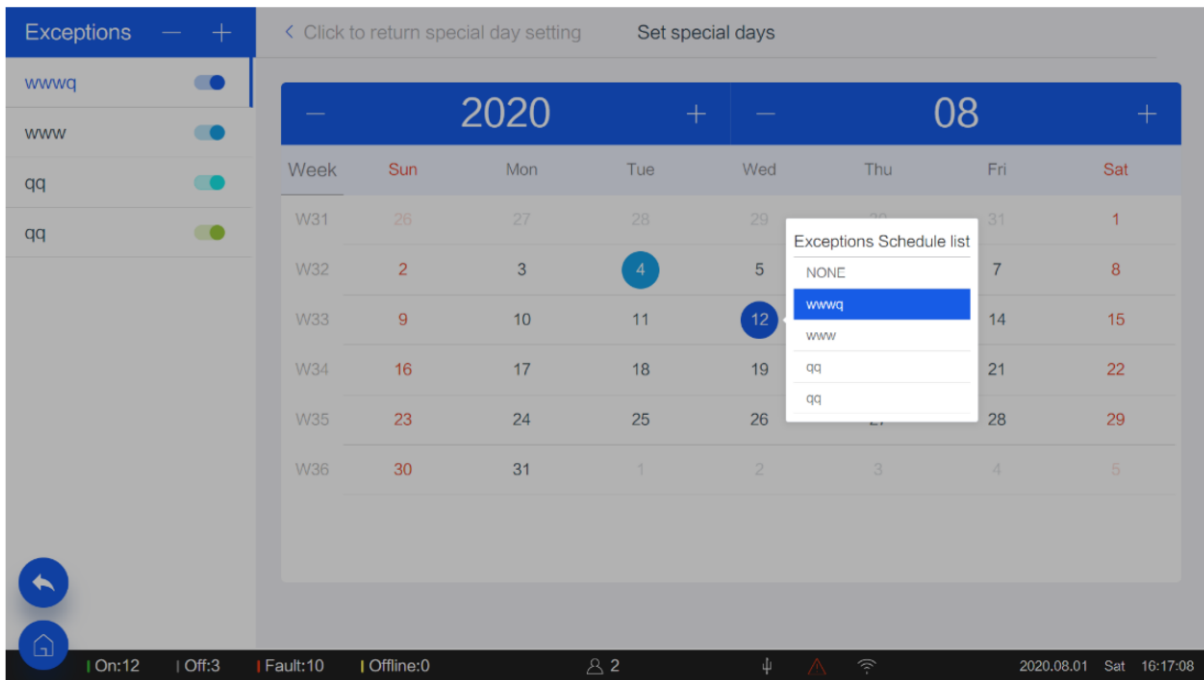 Exceptions — +
wwwq
www
qq
qq
< Click to return special day setting Set special days
— 2020 + — 08 +
Week Sun Mon Tue Wed Thu Fri Sat
W31 26 27 28 29 30 31 1
W32 2 3 4 5 7 8
W33 9 10 11 12 14 15
W34 16 17 18 19 21 22
W35 23 24 25 26 27 28 29
W36 30 31 1 2 3 4 5
Exceptions Schedule list
NONE
wwwq
www
qq
qq
On:12 Off:3 Fault:10 Offline:0 2 2020.08.01 Sat 16:17:08